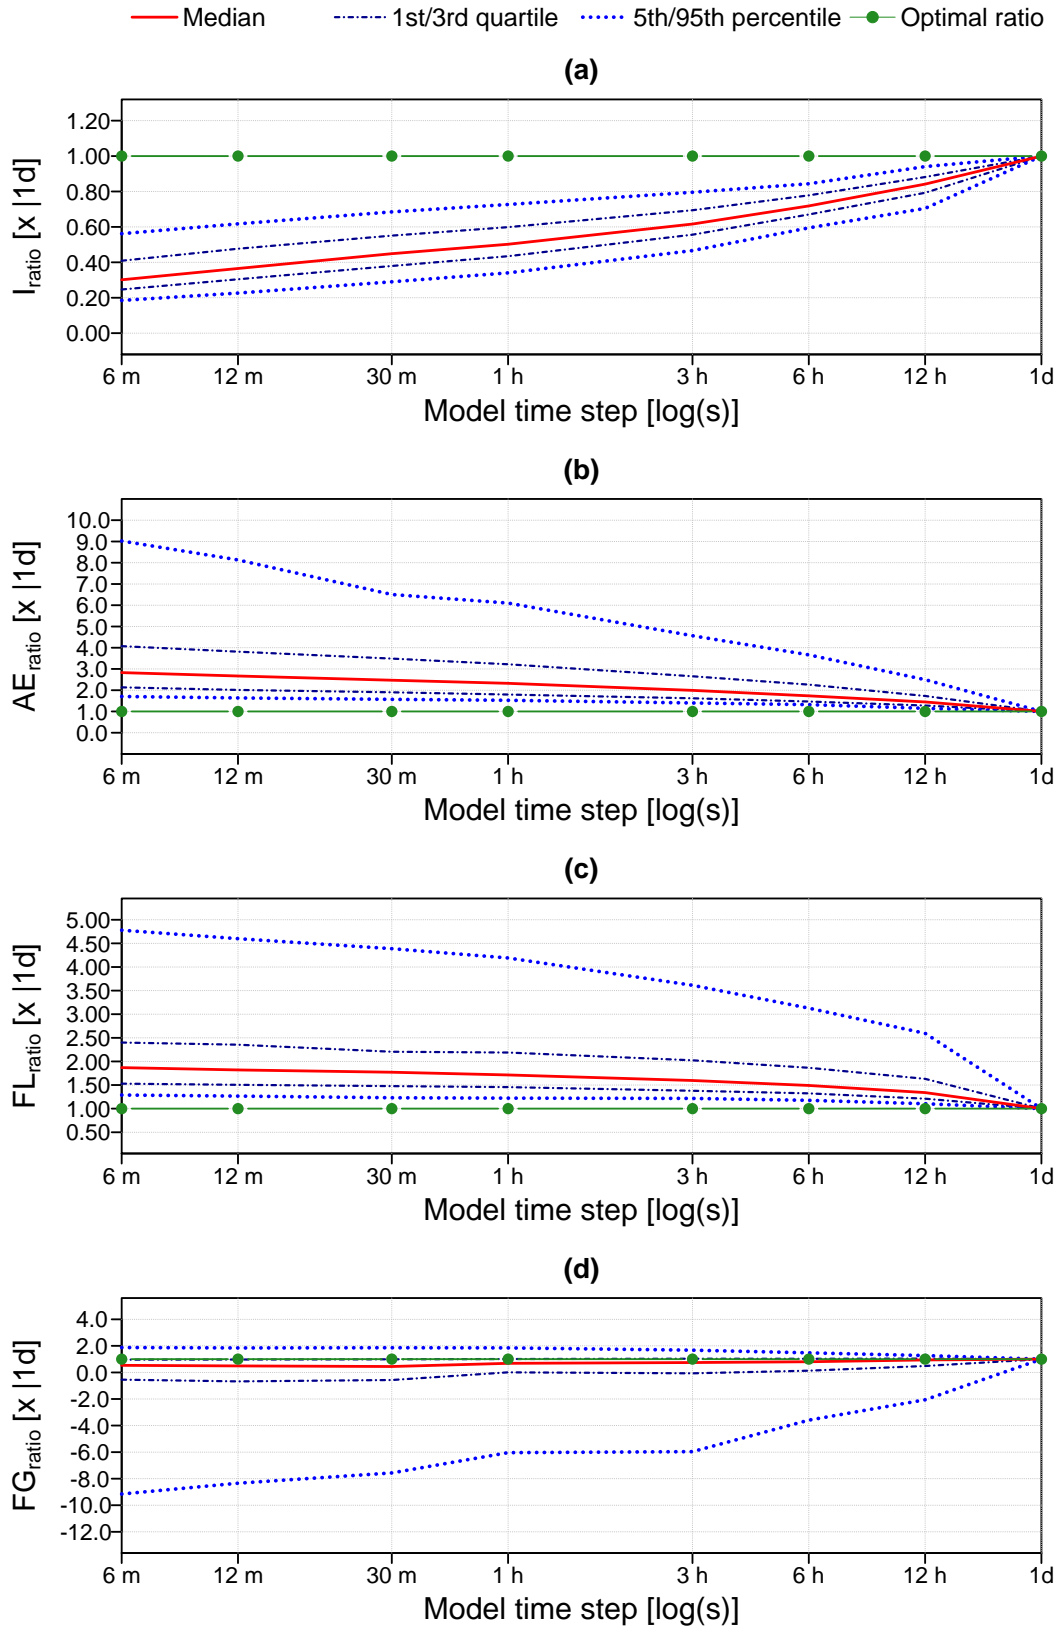 Median 1st/3rd quartile 5th/95th percentile Optimal ratio
(a)
I_ratio [x |1d]
1.20
1.00
0.80
0.60
0.40
0.20
0.00
6 m 12 m 30 m 1 h 3 h 6 h 12 h 1d
Model time step [log(s)]
(b)
AE_ratio [x |1d]
10.0
9.0
8.0
7.0
6.0
5.0
4.0
3.0
2.0
1.0
0.0
6 m 12 m 30 m 1 h 3 h 6 h 12 h 1d
Model time step [log(s)]
(c)
FL_ratio [x |1d]
5.00
4.50
4.00
3.50
3.00
2.50
2.00
1.50
1.00
0.50
6 m 12 m 30 m 1 h 3 h 6 h 12 h 1d
Model time step [log(s)]
(d)
FG_ratio [x |1d]
4.0
2.0
0.0
-2.0
-4.0
-6.0
-8.0
-10.0
-12.0
6 m 12 m 30 m 1 h 3 h 6 h 12 h 1d
Model time step [log(s)]